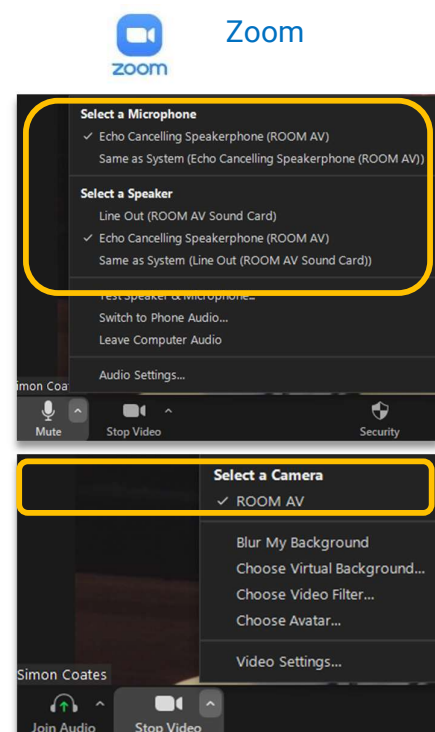 Zoom
zoom
Select a Microphone
✓ Echo Cancelling Speakerphone (ROOM AV)
Same as System (Echo Cancelling Speakerphone (ROOM AV))
Select a Speaker
Line Out (ROOM AV Sound Card)
✓ Echo Cancelling Speakerphone (ROOM AV)
Same as System (Line Out (ROOM AV Sound Card))
Test Speaker & Microphone...
Switch to Phone Audio...
Leave Computer Audio
Audio Settings...
imon Coa
Mute Stop Video Security
Select a Camera
✓ ROOM AV
Blur My Background
Choose Virtual Background...
Choose Video Filter...
Choose Avatar...
Video Settings...
Simon Coates
Join Audio Stop Video